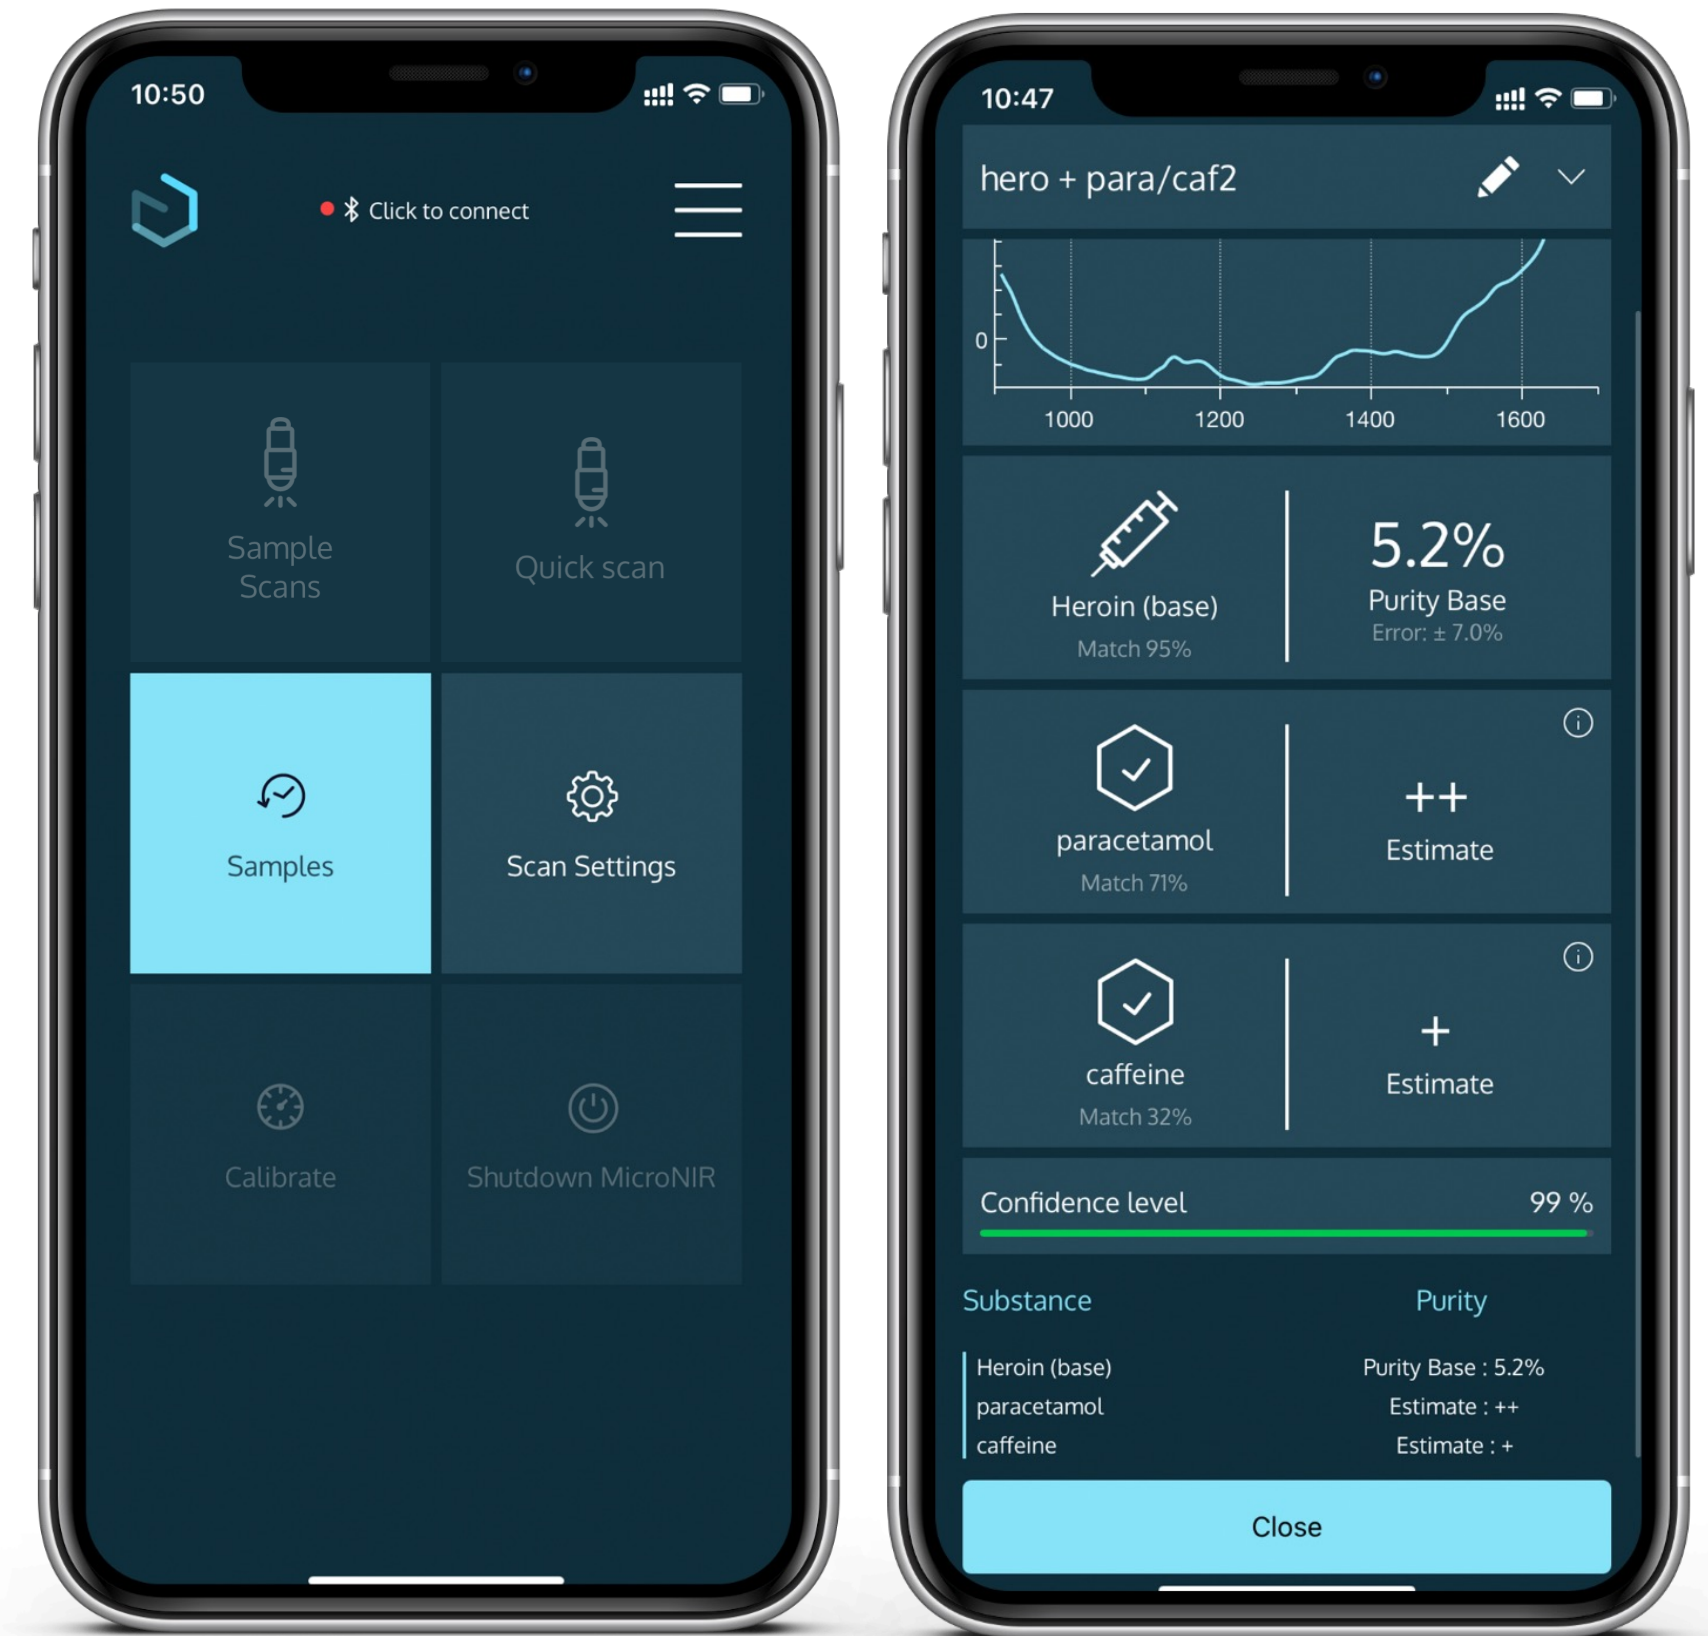 10:50
Click to connect
Sample
Scans
Quick scan
Samples
Scan Settings
Calibrate
Shutdown MicroNIR
10:47
hero + para/caf2
0
1000 1200 1400 1600
Heroin (base)
Match 95%
5.2%
Purity Base
Error: ± 7.0%
paracetamol
Match 71%
++
Estimate
caffeine
Match 32%
+
Estimate
Confidence level 99 %
Substance Purity
Heroin (base) Purity Base : 5.2%
paracetamol Estimate : ++
caffeine Estimate : +
Close